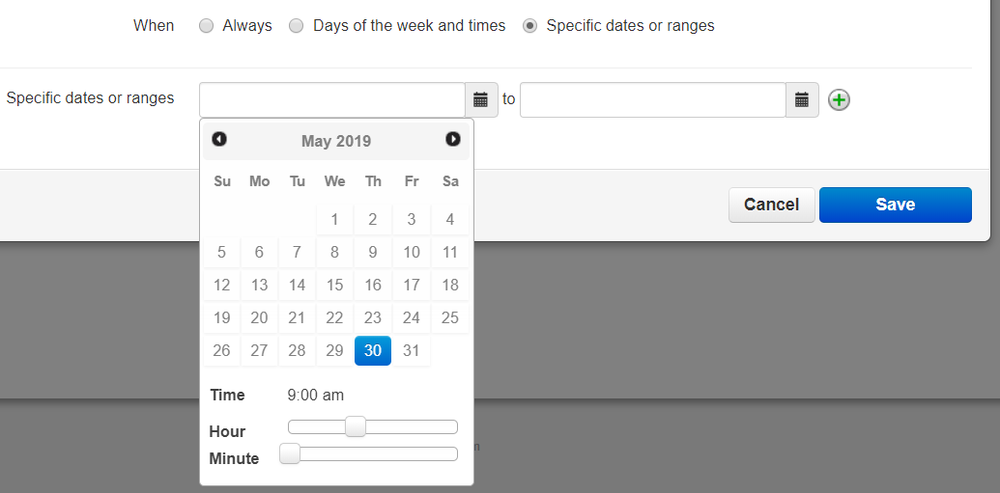 When Always Days of the week and times Specific dates or ranges
Specific dates or ranges to
May 2019
Su Mo Tu We Th Fr Sa
1 2 3 4
5 6 7 8 9 10 11
12 13 14 15 16 17 18
19 20 21 22 23 24 25
26 27 28 29 30 31
Time 9:00 am
Hour
Minute
Cancel Save